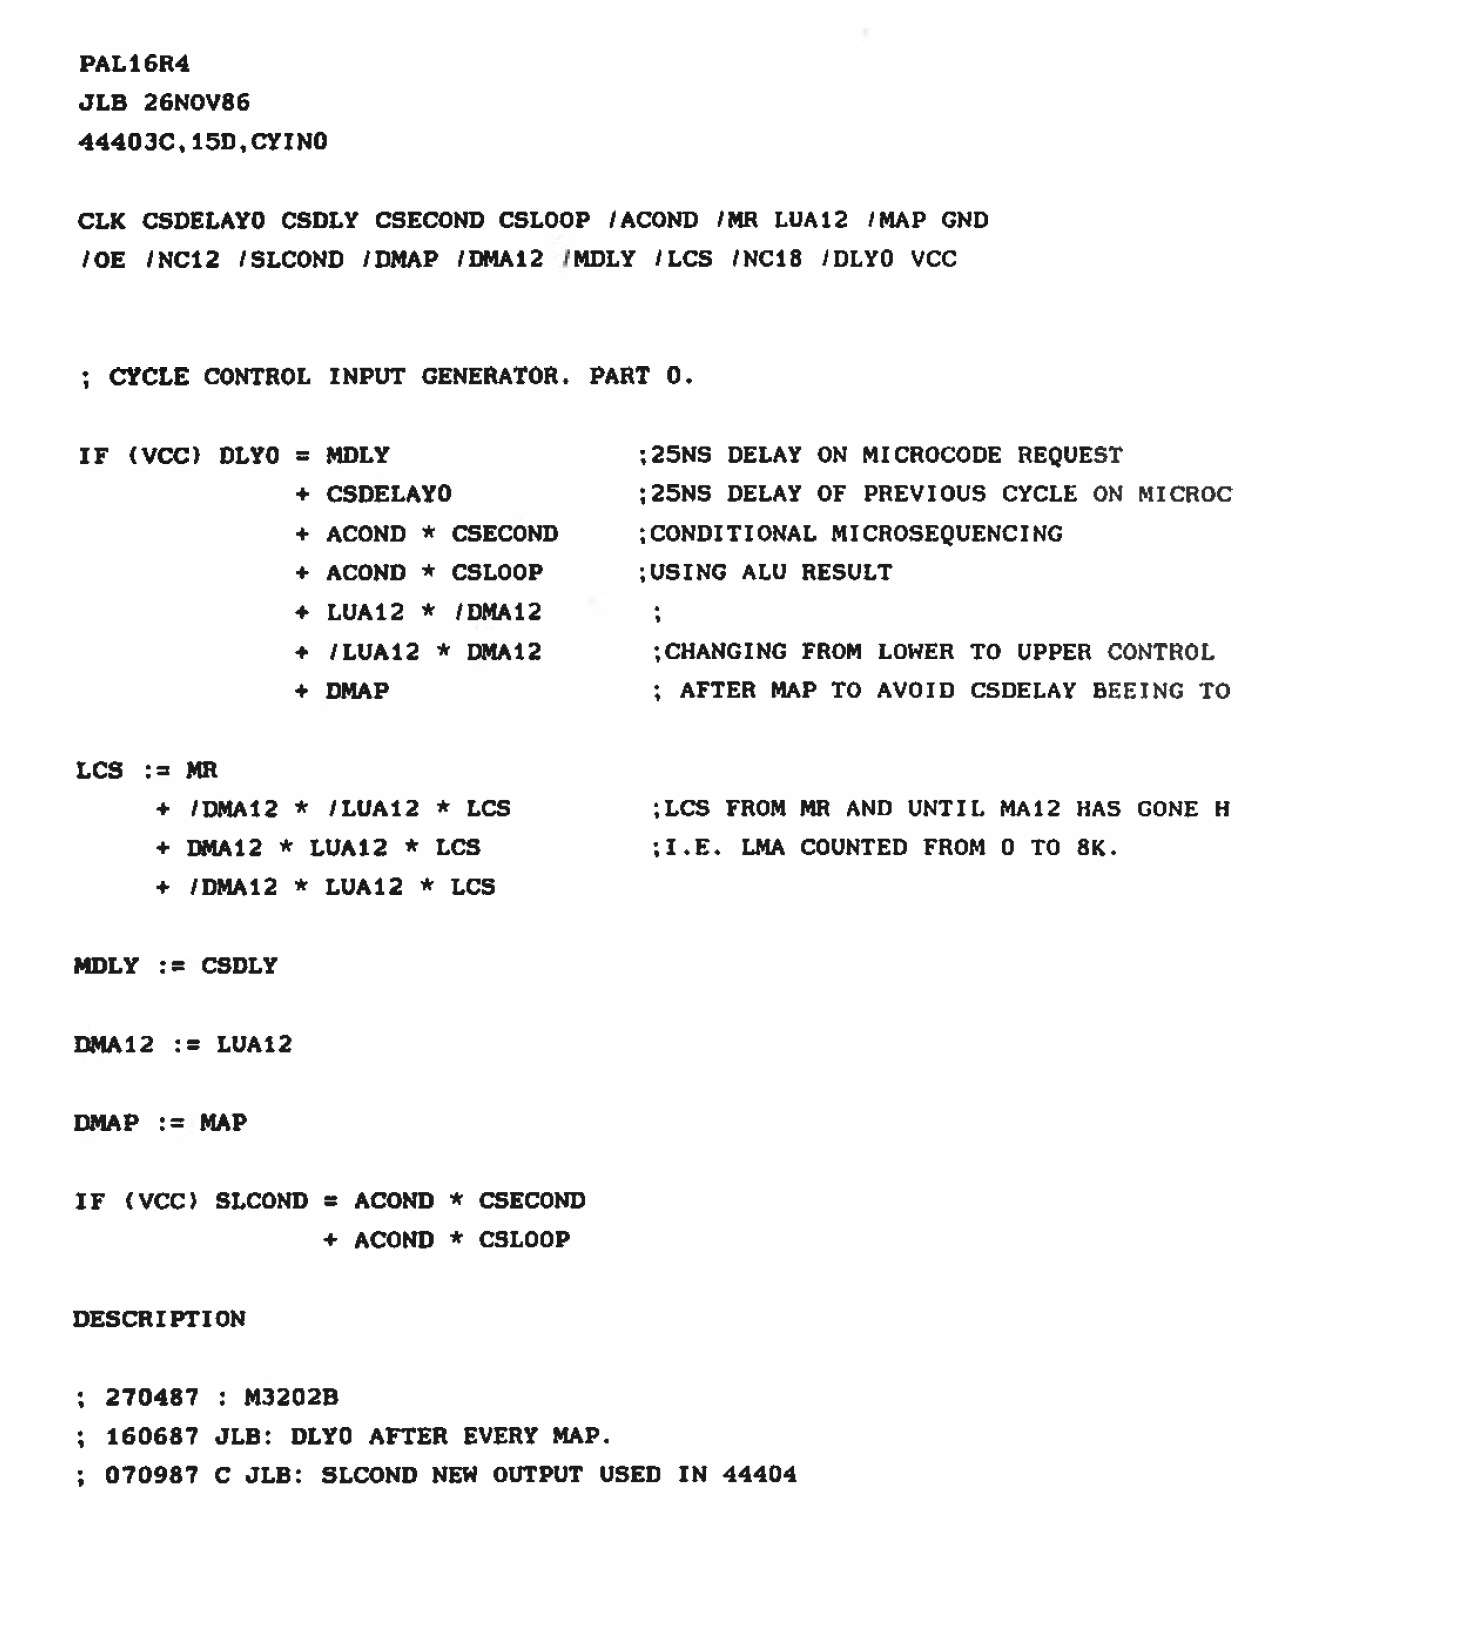 PAL16R4
JLB 26NOV86
44403C,15D,CYIN0
CLK CSDELAY0 CSDLY CSECOND CSLOOP /ACOND /MR LUA12 /MAP GND
/OE /NC12 /SLCOND /DMAP /DMA12 /MDLY /LCS /NC18 /DLY0 VCC
; CYCLE CONTROL INPUT GENERATOR. PART 0.
IF (VCC) DLY0 = MDLY ;25NS DELAY ON MICROCODE REQUEST
+ CSDELAY0 ;25NS DELAY OF PREVIOUS CYCLE ON MICROC
+ ACOND * CSECOND ;CONDITIONAL MICROSEQUENCING
+ ACOND * CSLOOP ;USING ALU RESULT
+ LUA12 * /DMA12 ;
+ /LUA12 * DMA12 ;CHANGING FROM LOWER TO UPPER CONTROL
+ DMAP ; AFTER MAP TO AVOID CSDELAY BEEING TO
LCS := MR
+ /DMA12 * /LUA12 * LCS ;LCS FROM MR AND UNTIL MA12 HAS GONE H
+ DMA12 * LUA12 * LCS ;I.E. LMA COUNTED FROM 0 TO 8K.
+ /DMA12 * LUA12 * LCS
MDLY := CSDLY
DMA12 := LUA12
DMAP := MAP
IF (VCC) SLCOND = ACOND * CSECOND
+ ACOND * CSLOOP
DESCRIPTION
; 270487 : M3202B
; 160687 JLB: DLY0 AFTER EVERY MAP.
; 070987 C JLB: SLCOND NEW OUTPUT USED IN 44404